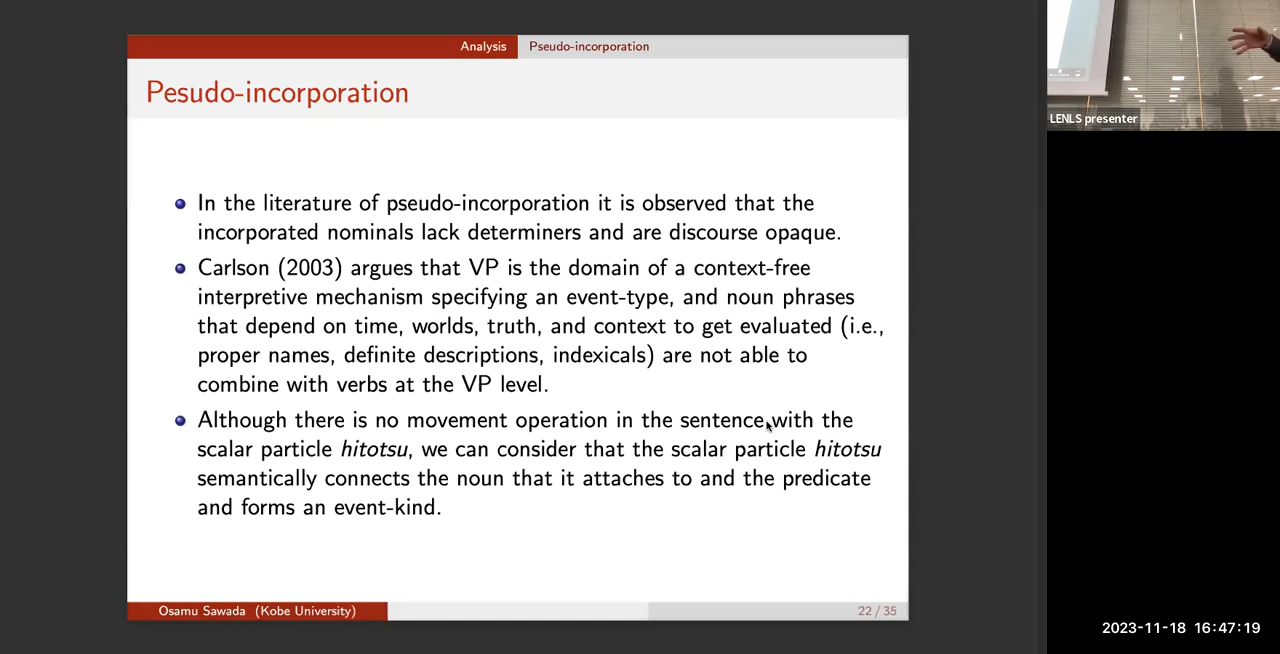 Analysis
Pseudo-incorporation
Pesudo-incorporation
In the literature of pseudo-incorporation it is observed that the
incorporated nominals lack determiners and are discourse opaque.
Carlson (2003) argues that VP is the domain of a context-free
interpretive mechanism specifying an event-type, and noun phrases
that depend on time, worlds, truth, and context to get evaluated (i.e.,
proper names, definite descriptions, indexicals) are not able to
combine with verbs at the VP level.
Although there is no movement operation in the sentence with the
scalar particle hitotsu, we can consider that the scalar particle hitotsu
semantically connects the noun that it attaches to and the predicate
and forms an event-kind.
Osamu Sawada (Kobe University)
22 / 35
LENLS presenter
2023-11-18 16:47:19